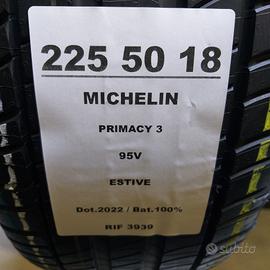 225 50 18
MICHELIN
PRIMACY 3
95V
ESTIVE
Dot.2022 / Bat.100%
RIF 3939
subito